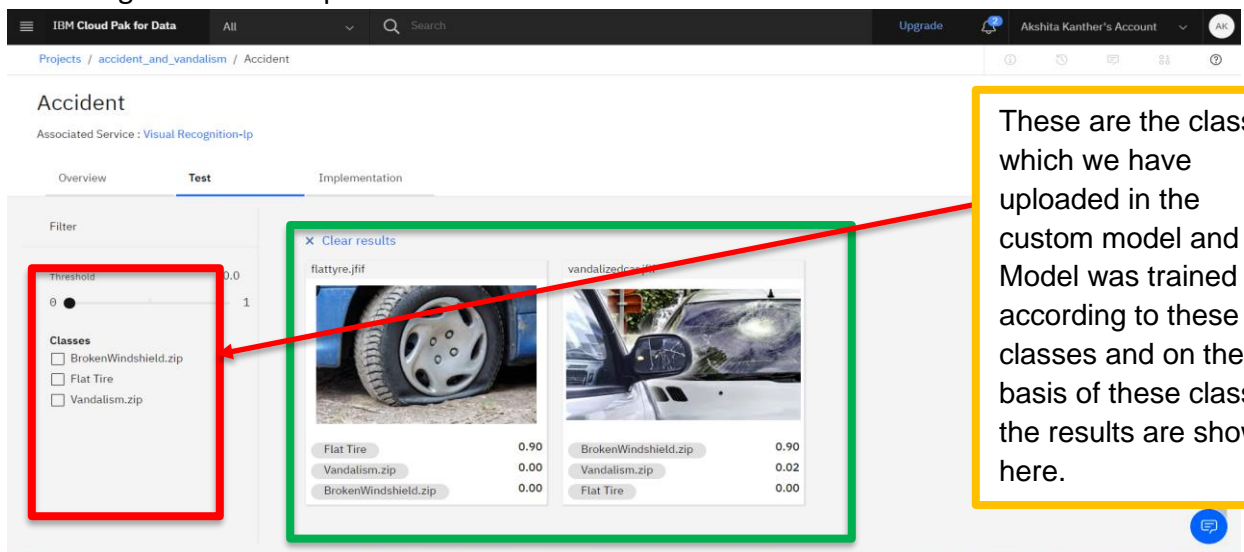 IBM Cloud Pak for Data All Search Upgrade 2 Akshita Kanther's Account AK
Projects / accident_and_vandalism / Accident
Accident
Associated Service : Visual Recognition-lp
Overview Test Implementation
Filter
Threshold 0.0
0 1
Classes
BrokenWindshield.zip
Flat Tire
Vandalism.zip
× Clear results
flattyre.jfif
Flat Tire 0.90
Vandalism.zip 0.00
BrokenWindshield.zip 0.00
BrokenWindshield.zip 0.90
Vandalism.zip 0.02
Flat Tire 0.00
These are the class
which we have
uploaded in the
custom model and
Model was trained
according to these
classes and on the
basis of these class
the results are show
here.